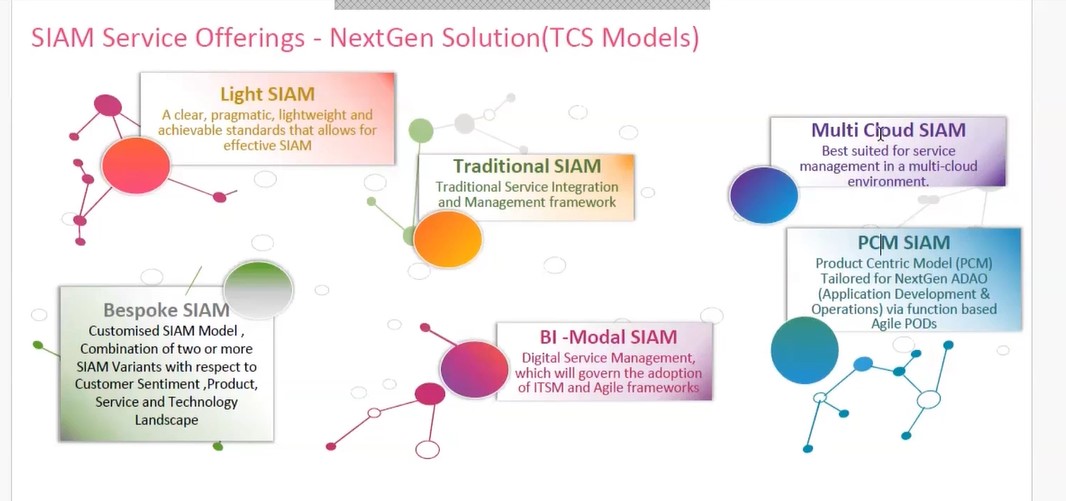 SIAM Service Offerings - NextGen Solution(TCS Models)
Light SIAM
A clear, pragmatic, lightweight and
achievable standards that allows for
effective SIAM
Traditional SIAM
Traditional Service Integration
and Management framework
Multi Cloud SIAM
Best suited for service
management in a multi-cloud
environment.
PCM SIAM
Product Centric Model (PCM)
Tailored for NextGen ADAO
(Application Development &
Operations) via function based
Agile PODs
Bespoke SIAM
Customised SIAM Model ,
Combination of two or more
SIAM Variants with respect to
Customer Sentiment ,Product,
Service and Technology
Landscape
BI -Modal SIAM
Digital Service Management,
which will govern the adoption
of ITSM and Agile frameworks